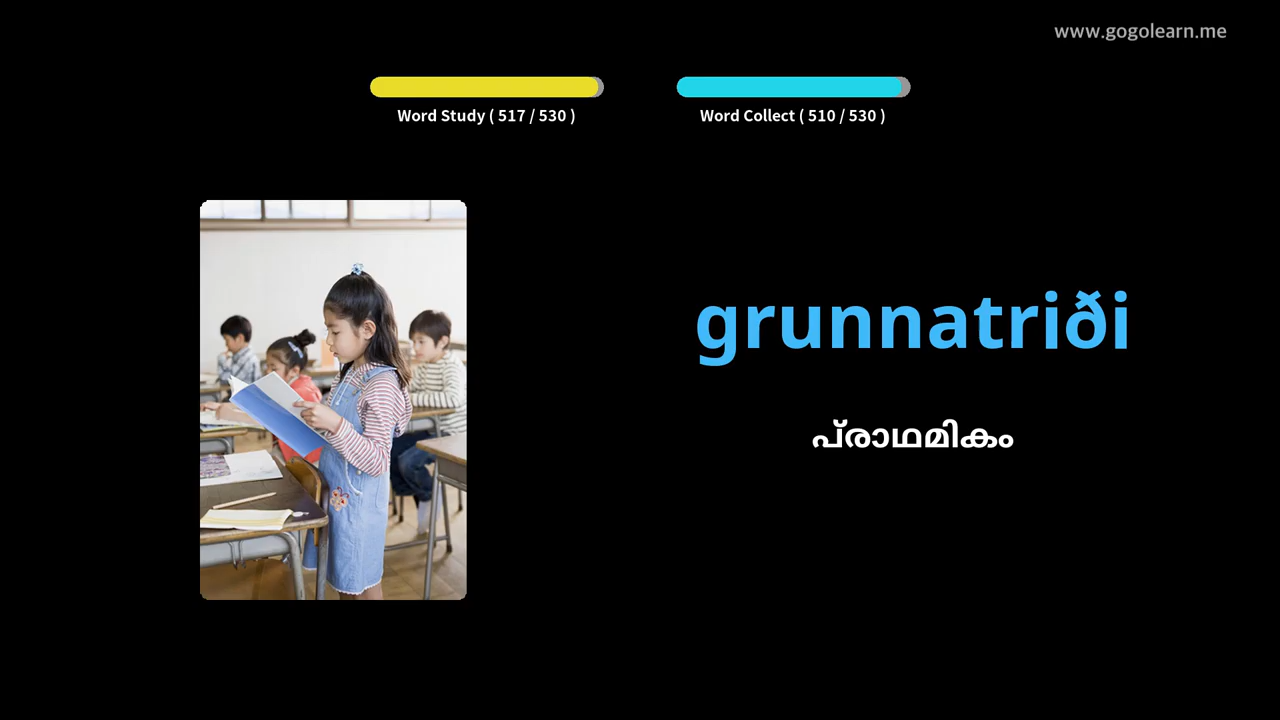 www.gogolearn.me
Word Study ( 517 / 530 )
Word Collect ( 510 / 530 )
grunnatriði
പ്രാഥമികം